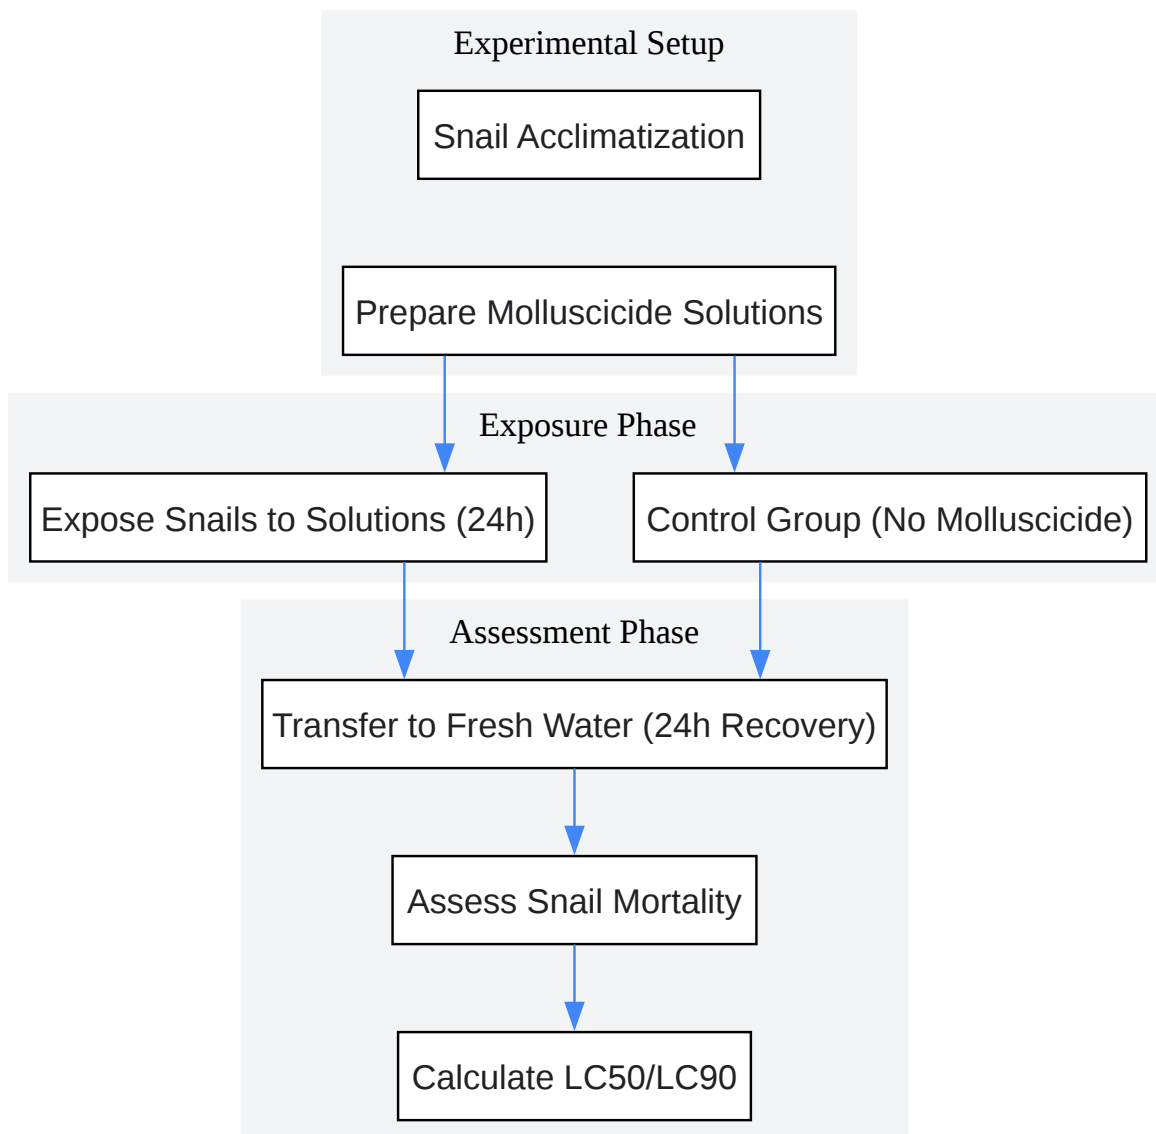 Experimental Setup
Snail Acclimatization
Prepare Molluscicide Solutions
Exposure Phase
Expose Snails to Solutions (24h)
Control Group (No Molluscicide)
Assessment Phase
Transfer to Fresh Water (24h Recovery)
Assess Snail Mortality
Calculate LC50/LC90